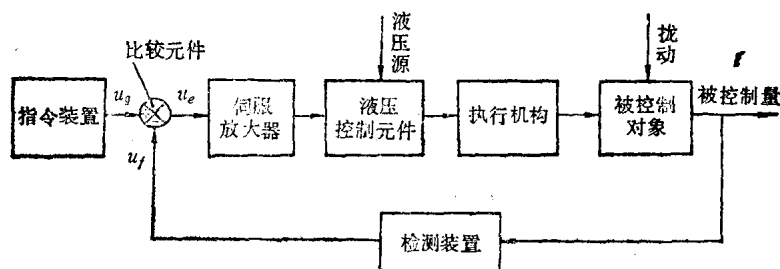 比较元件
液压源
扰动
指令装置
u_g
u_e
u_f
伺服
放大器
液压
控制元件
执行机构
被控制
对象
被控制量
检测装置